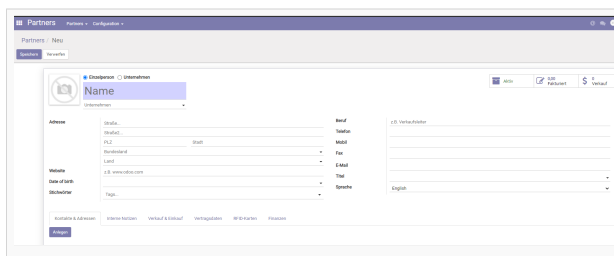 Partners Partners Configuration
Partners / Neu
Speichern Verwerfen
Einzelperson Unternehmen
Aktiv
0,00 Fakturiert
0 Verkauf
Name
Unternehmen
Adresse
Straße...
Straße2...
PLZ Stadt
Bundesland
Land
Website z.B. www.odoo.com
Date of birth
Stichwörter Tags...
Beruf z.B. Verkaufsleiter
Telefon
Mobil
Fax
E-Mail
Titel
Sprache English
Kontakte & Adressen Interne Notizen Verkauf & Einkauf Vertragsdaten RFID-Karten Finanzen
Anlegen